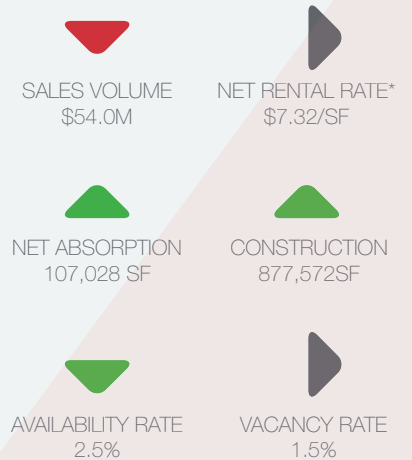 SALES VOLUME
$54.0M
NET RENTAL RATE*
$7.32/SF
NET ABSORPTION
107,028 SF
CONSTRUCTION
877,572SF
AVAILABILITY RATE
2.5%
VACANCY RATE
1.5%